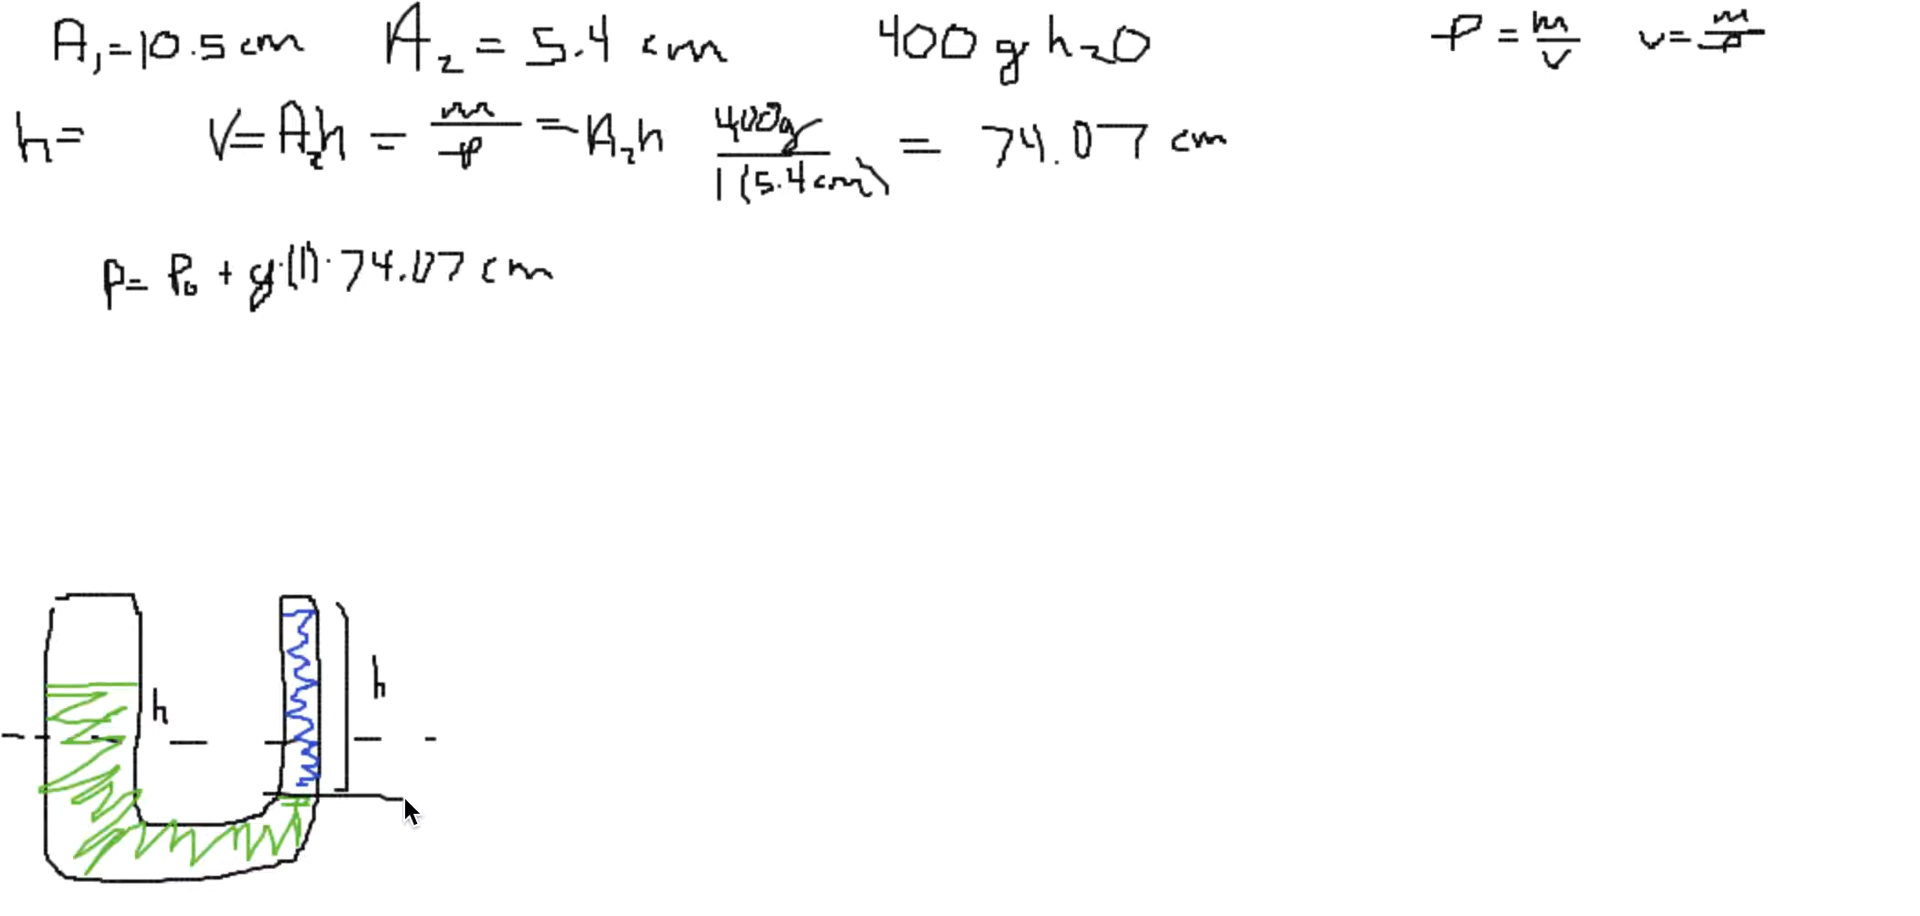 A₁=10.5 cm A₂ = 5.4 cm 400 g h₂O ρ = m/v v = m/ρ
h= V= A₂h = m/ρ = A₂h 400g/1(5.4cm) = 74.07 cm
p= P₀ + g·(1)·74.07 cm
h
h